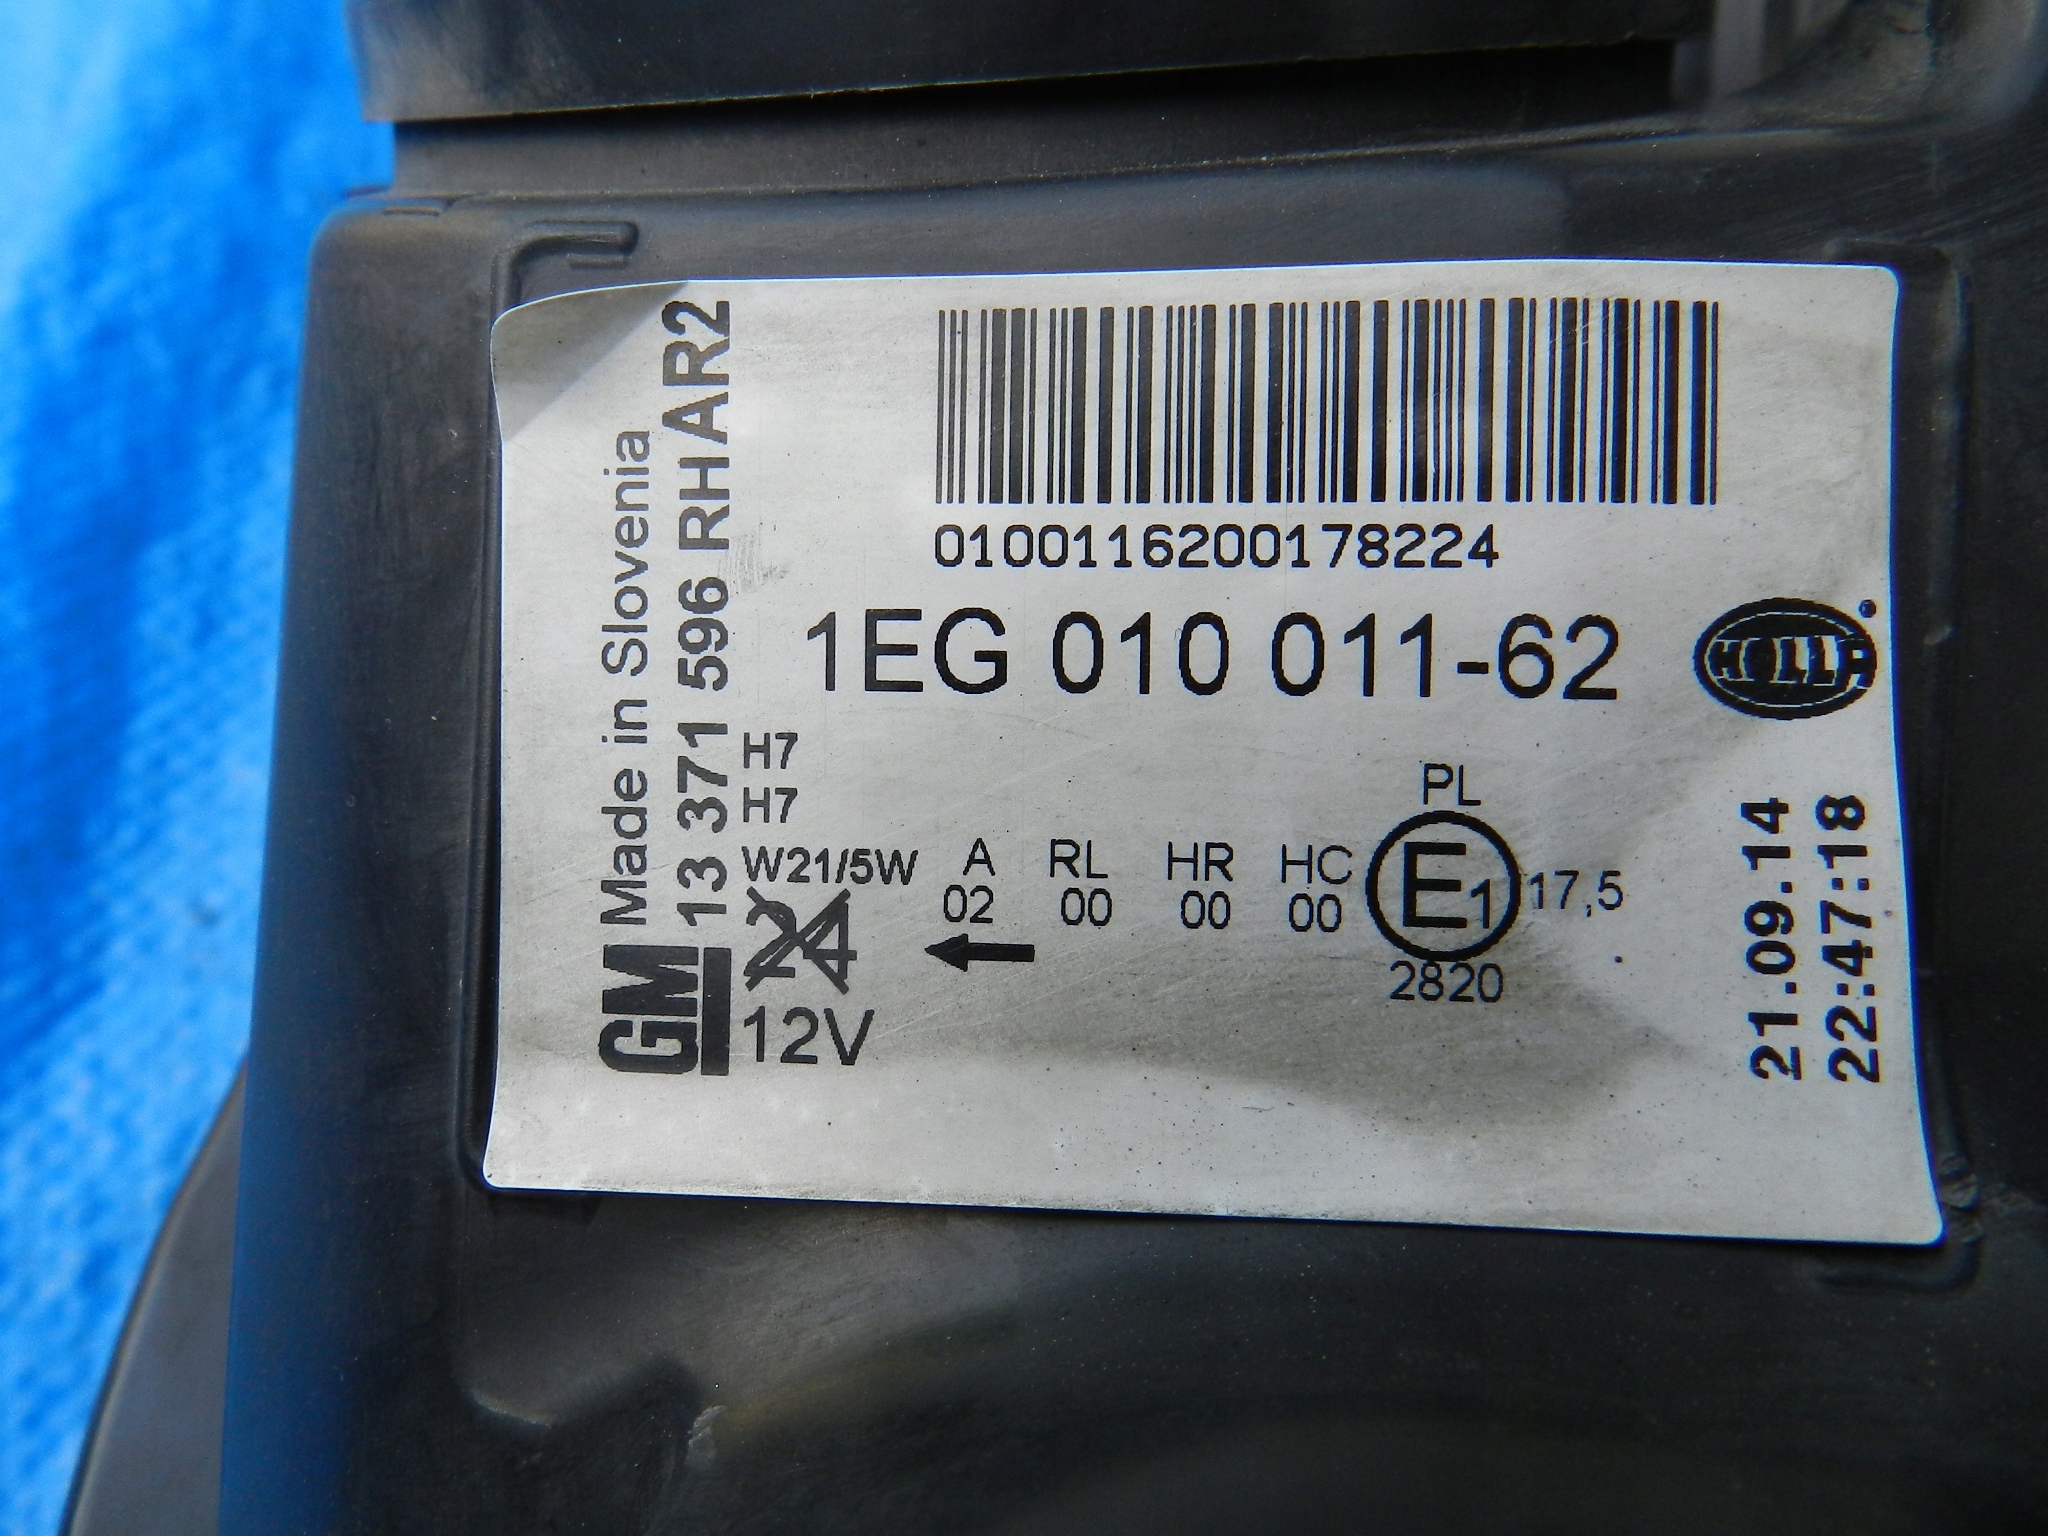 Made in Slovenia
GM 13 371 596 RH AR2
0100116200178224
1EG 010 011-62
HELLA®
H7
H7
W21/5W
24
12V
A RL HR HC PL
02 00 00 00 E1 17,5
2820
21.09.14
22:47:18